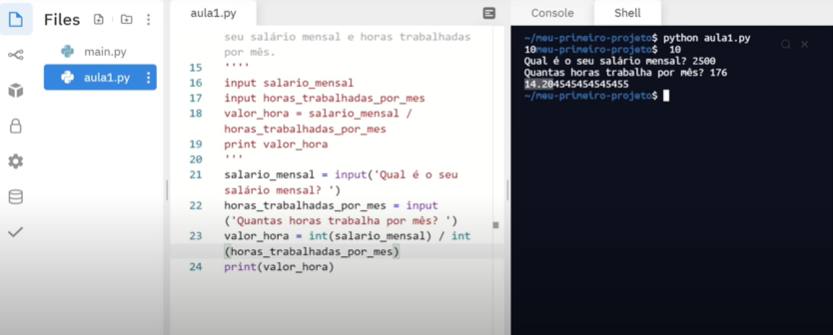 Files
main.py
aula1.py
aula1.py
seu salário mensal e horas trabalhadas
por mês.
15 ''''
16 input salario_mensal
17 input horas_trabalhadas_por_mes
18 valor_hora = salario_mensal /
horas_trabalhadas_por_mes
19 print valor_hora
20 '''
21 salario_mensal = input('Qual é o seu
salário mensal? ')
22 horas_trabalhadas_por_mes = input
('Quantas horas trabalha por mês? ')
23 valor_hora = int(salario_mensal) / int
(horas_trabalhadas_por_mes)
24 print(valor_hora)
Console Shell
~/meu-primeiro-projeto$ python aula1.py
10meu-primeiro-projeto$ 10
Qual é o seu salário mensal? 2500
Quantas horas trabalha por mês? 176
14.204545454545455
~/meu-primeiro-projeto$